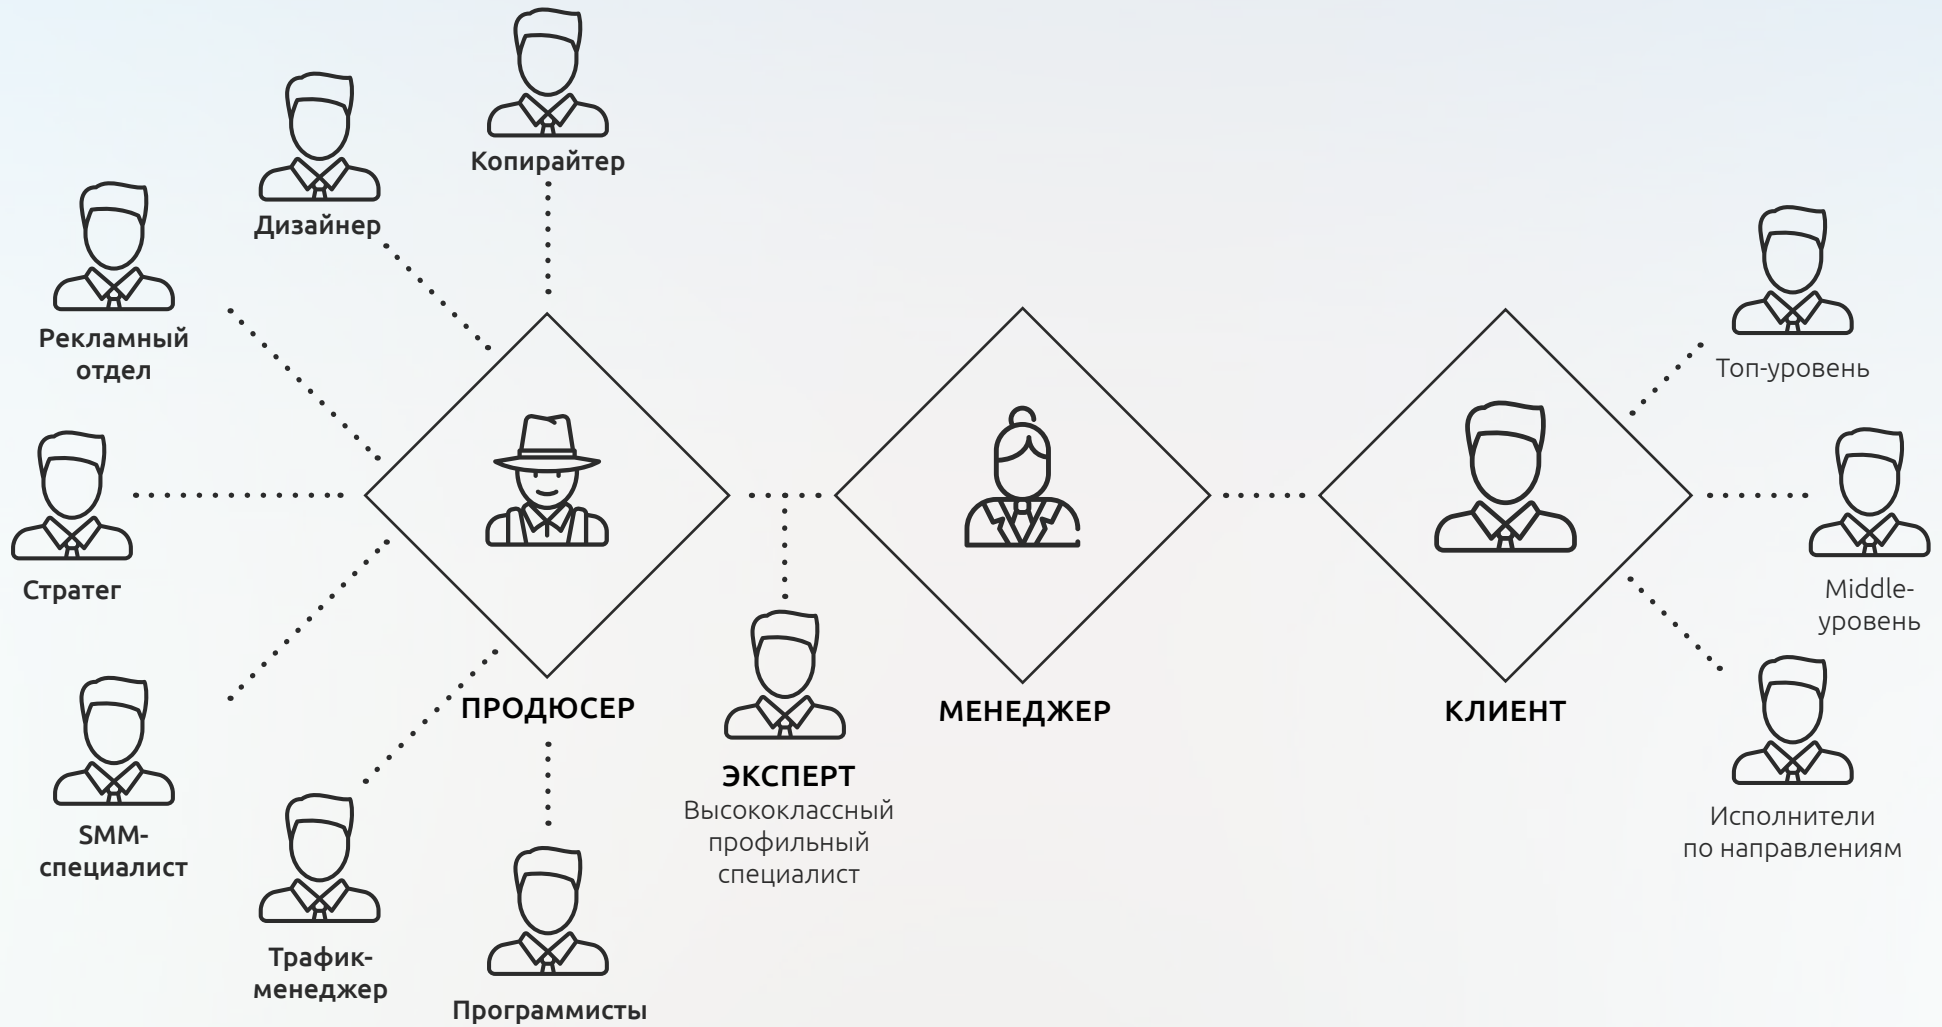 Копирайтер
Дизайнер
Рекламный
отдел
Стратег
SMM-
специалист
Трафик-
менеджер
Программисты
ПРОДЮСЕР
ЭКСПЕРТ
Высококлассный
профильный
специалист
МЕНЕДЖЕР
КЛИЕНТ
Топ-уровень
Middle-
уровень
Исполнители
по направлениям